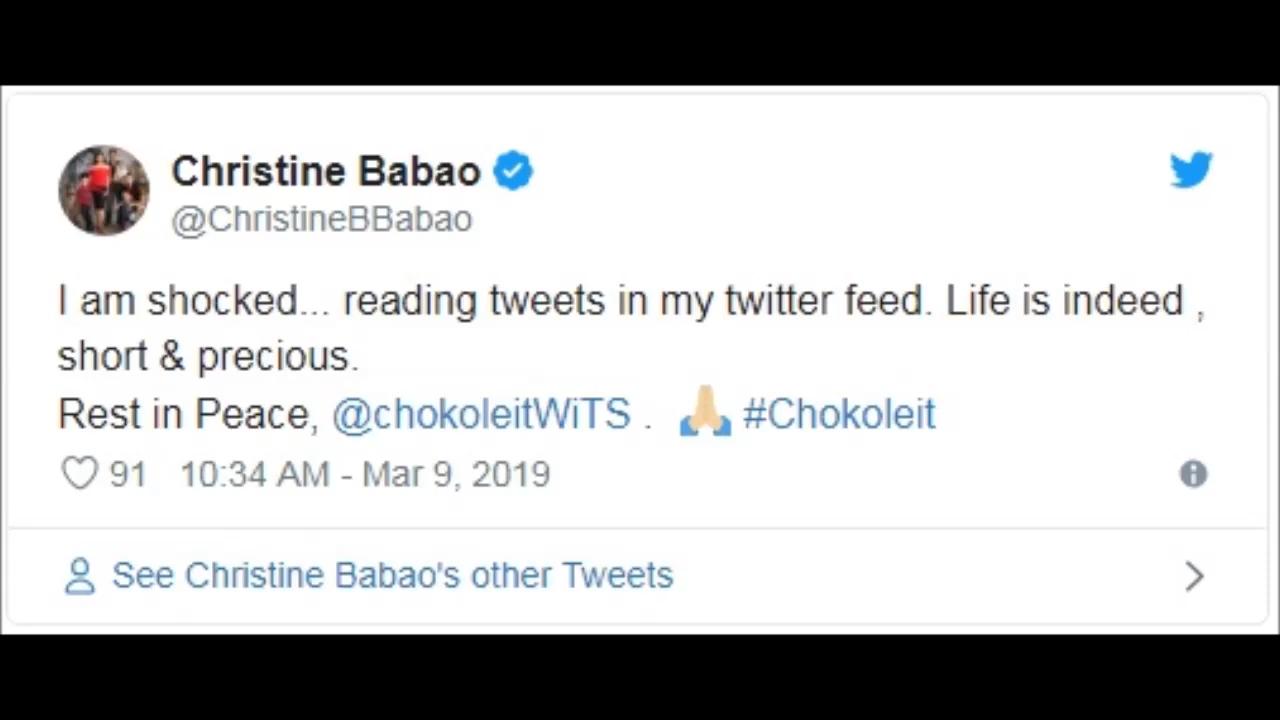 Christine Babao
@ChristineBBabao
I am shocked... reading tweets in my twitter feed. Life is indeed ,
short & precious.
Rest in Peace, @chokoleitWiTS . 🙏🏼 #Chokoleit
91 10:34 AM - Mar 9, 2019
See Christine Babao's other Tweets